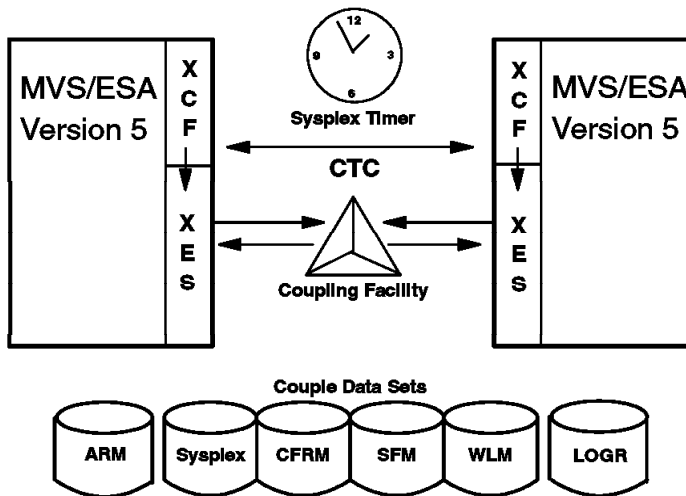 MVS/ESA
Version 5
X
C
F
X
E
S
12
9
3
6
Sysplex Timer
CTC
Coupling Facility
X
C
F
X
E
S
MVS/ESA
Version 5
Couple Data Sets
ARM
Sysplex
CFRM
SFM
WLM
LOGR